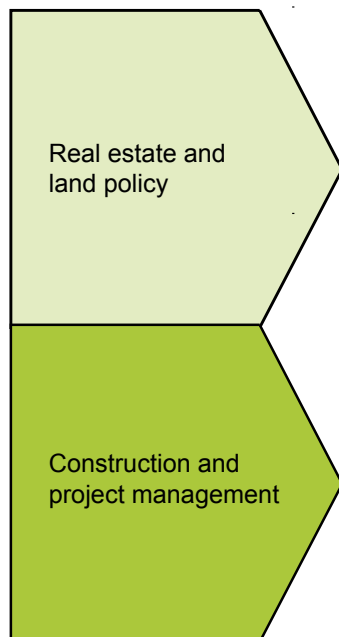 Real estate and
land policy
Construction and
project management